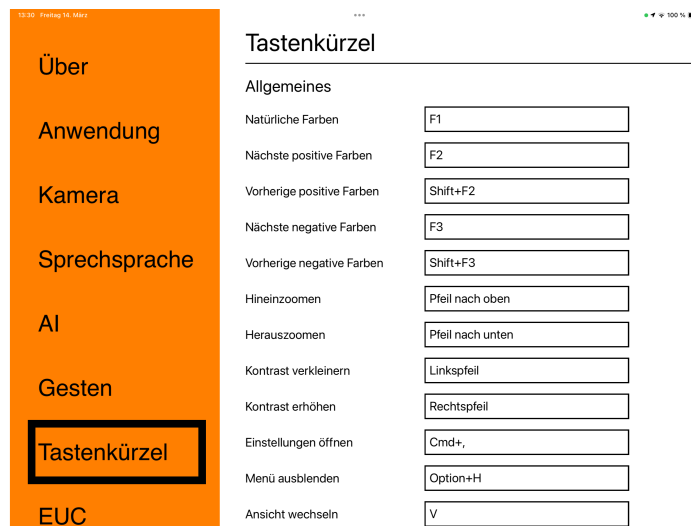 13:30 Freitag 14. März
100 %
Über
Anwendung
Kamera
Sprechsprache
AI
Gesten
Tastenkürzel
EUC
Tastenkürzel
Allgemeines
Natürliche Farben F1
Nächste positive Farben F2
Vorherige positive Farben Shift+F2
Nächste negative Farben F3
Vorherige negative Farben Shift+F3
Hineinzoomen Pfeil nach oben
Herauszoomen Pfeil nach unten
Kontrast verkleinern Linkspfeil
Kontrast erhöhen Rechtspfeil
Einstellungen öffnen Cmd+,
Menü ausblenden Option+H
Ansicht wechseln V